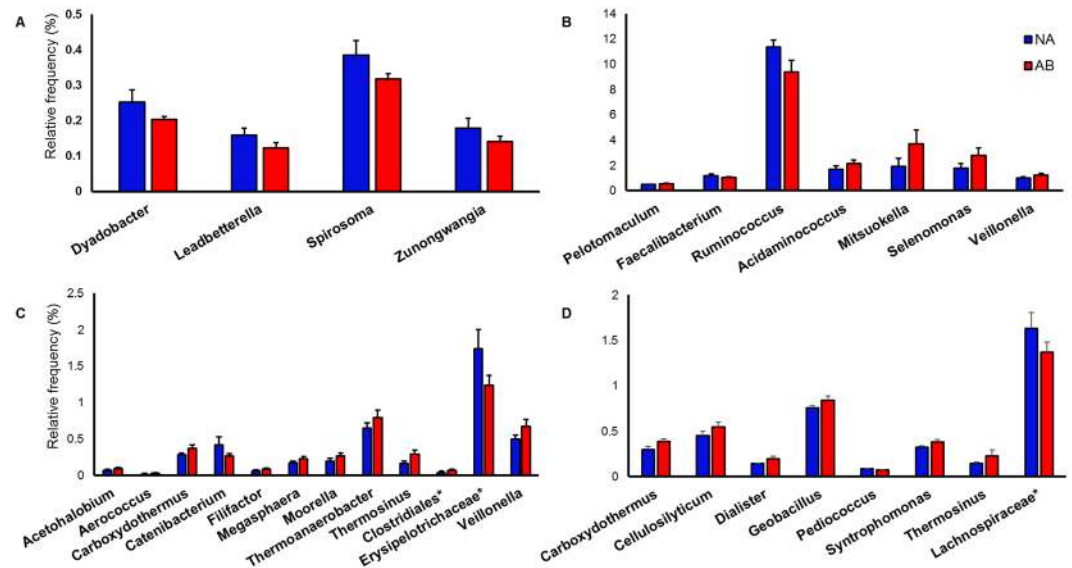 A
Relative frequency (%)
0.5
0.4
0.3
0.2
0.1
0
Dyadobacter
Leadbetterella
Spirosoma
Zunongwangia
B
14
12
10
8
6
4
2
0
NA
AB
Pelotomaculum
Faecalibacterium
Ruminococcus
Acidaminococcus
Mitsuokella
Selenomonas
Veillonella
C
Relative frequency (%)
2.5
2
1.5
1
0.5
0
Acetohalobium
Aerococcus
Carboxydothermus
Catenibacterium
Filifactor
Megasphaera
Moorella
Thermoanaerobacter
Thermosinus
Clostridiales*
Erysipelotrichaceae*
Veillonella
D
2
1.5
1
0.5
0
Carboxydothermus
Cellulosilyticum
Dialister
Geobacillus
Pediococcus
Syntrophomonas
Thermosinus
Lachnospiraceae*